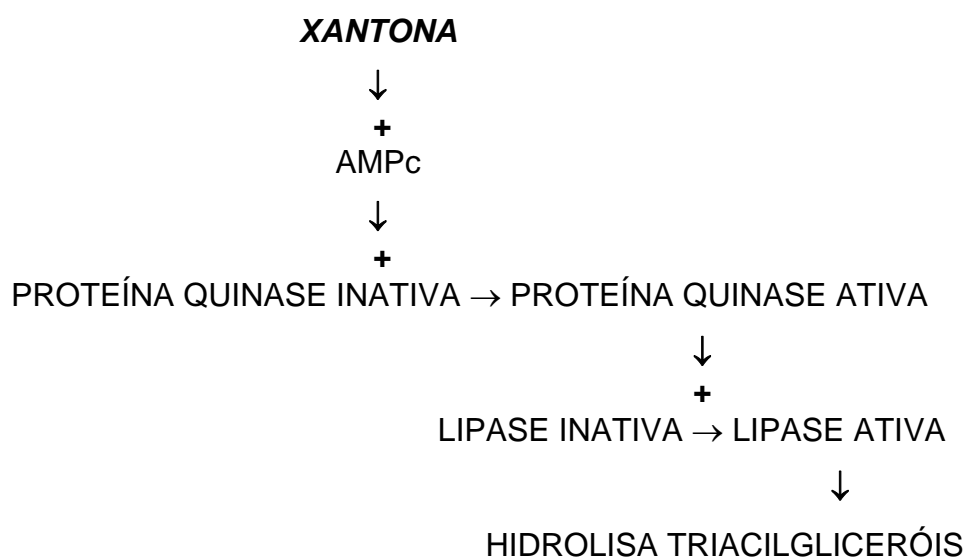 XANTONA
↓
+
AMPc
↓
+
PROTEÍNA QUINASE INATIVA → PROTEÍNA QUINASE ATIVA
↓
+
LIPASE INATIVA → LIPASE ATIVA
↓
HIDROLISA TRIACILGLICERÓIS